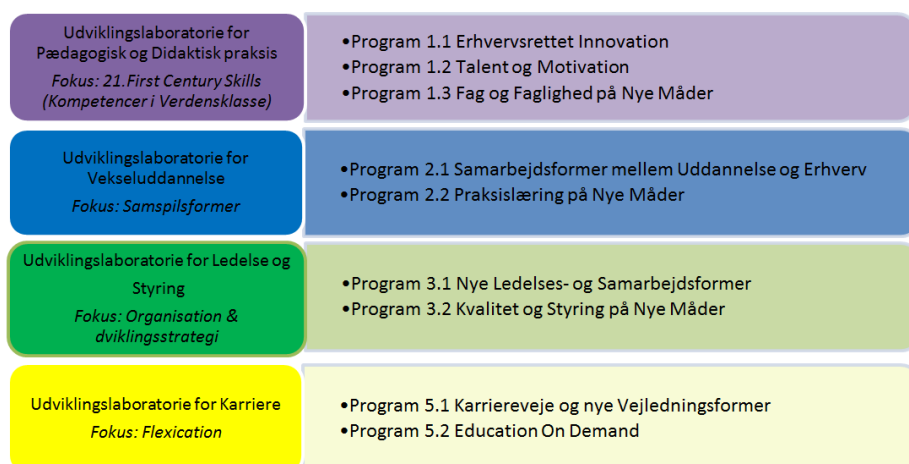 Udviklingslaboratorie for
Pædagogisk og Didaktisk praksis
Fokus: 21.First Century Skills
(Kompetencer i Verdensklasse)
•Program 1.1 Erhvervsrettet Innovation
•Program 1.2 Talent og Motivation
•Program 1.3 Fag og Faglighed på Nye Måder
Udviklingslaboratorie for
Vekseluddannelse
Fokus: Samspilsformer
•Program 2.1 Samarbejdsformer mellem Uddannelse og Erhverv
•Program 2.2 Praksislæring på Nye Måder
Udviklingslaboratorie for Ledelse og
Styring
Fokus: Organisation &
dviklingsstrategi
•Program 3.1 Nye Ledelses- og Samarbejdsformer
•Program 3.2 Kvalitet og Styring på Nye Måder
Udviklingslaboratorie for Karriere
Fokus: Flexication
•Program 5.1 Karriereveje og nye Vejledningsformer
•Program 5.2 Education On Demand